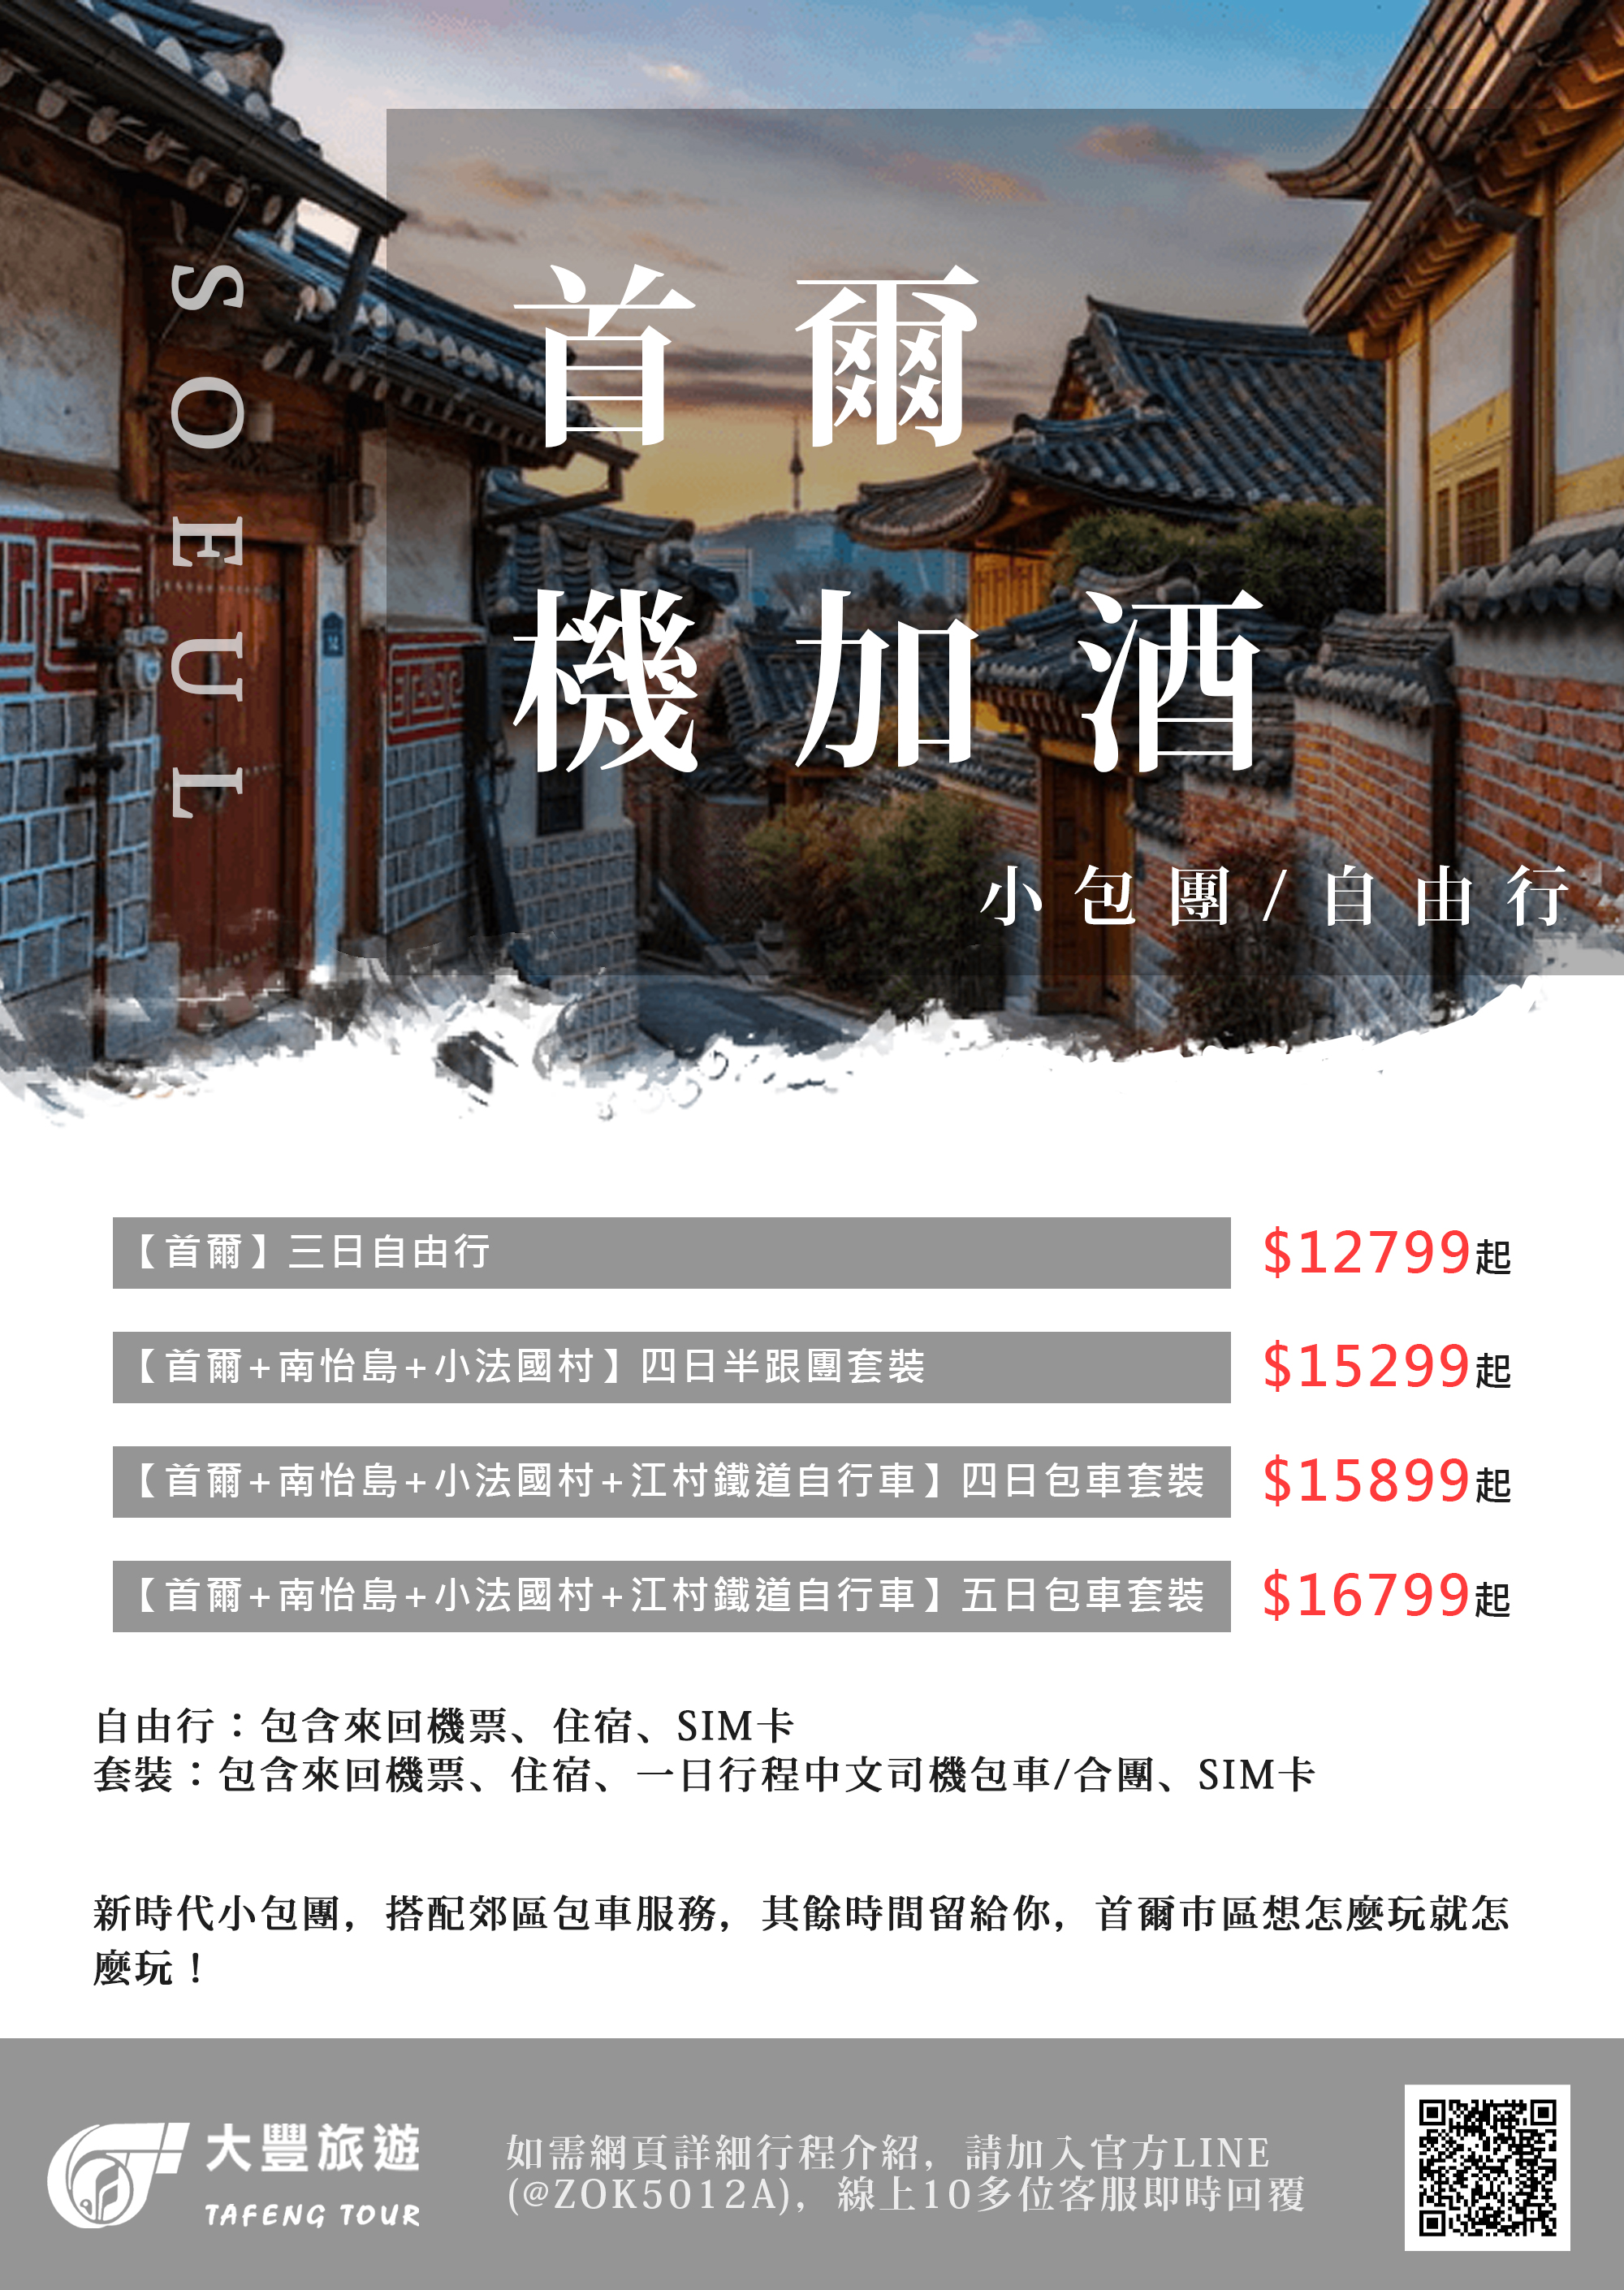 SOEUL
首爾
機加酒
小包團/自由行
【首爾】三日自由行 $12799起
【首爾+南怡島+小法國村】四日半跟團套裝 $15299起
【首爾+南怡島+小法國村+江村鐵道自行車】四日包車套裝 $15899起
【首爾+南怡島+小法國村+江村鐵道自行車】五日包車套裝 $16799起
自由行：包含來回機票、住宿、SIM卡
套裝：包含來回機票、住宿、一日行程中文司機包車/合團、SIM卡
新時代小包團，搭配郊區包車服務，其餘時間留給你，首爾市區想怎麼玩就怎
麼玩！
大豐旅遊
TAFENG TOUR
如需網頁詳細行程介紹，請加入官方LINE
(@ZOK5012A)，線上10多位客服即時回覆